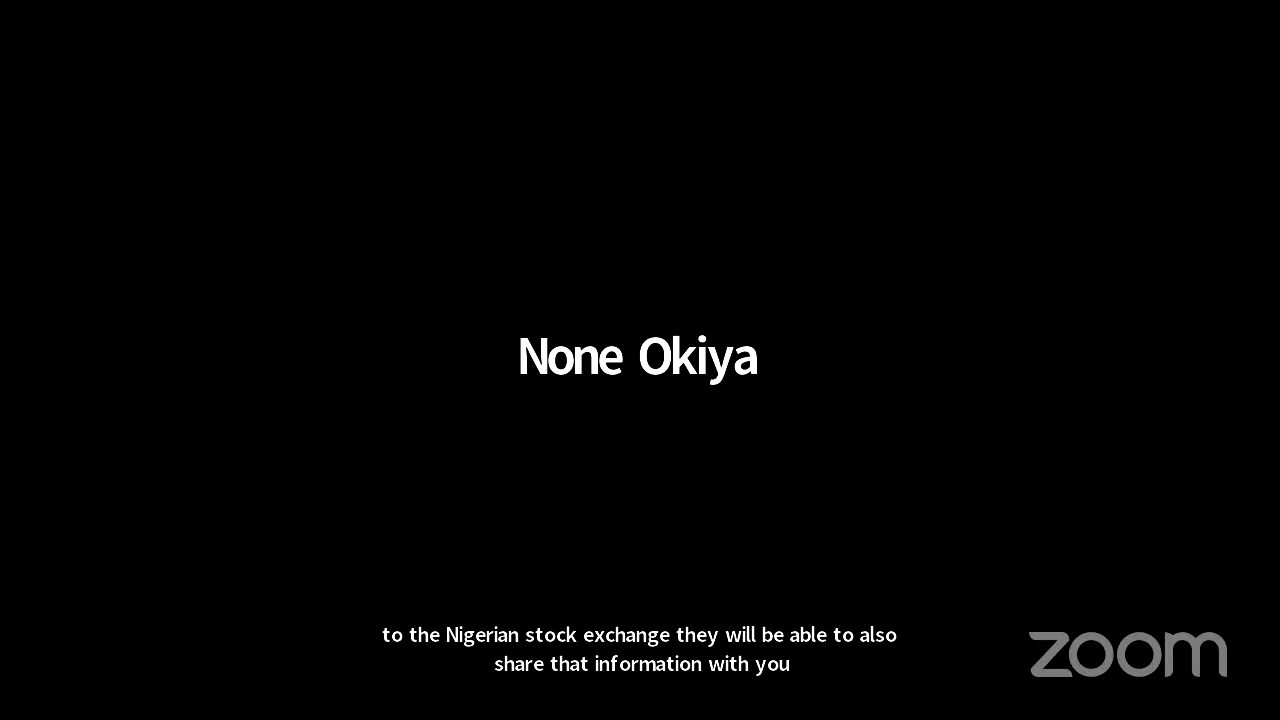 None Okiya
to the Nigerian stock exchange they will be able to also
share that information with you
zoom